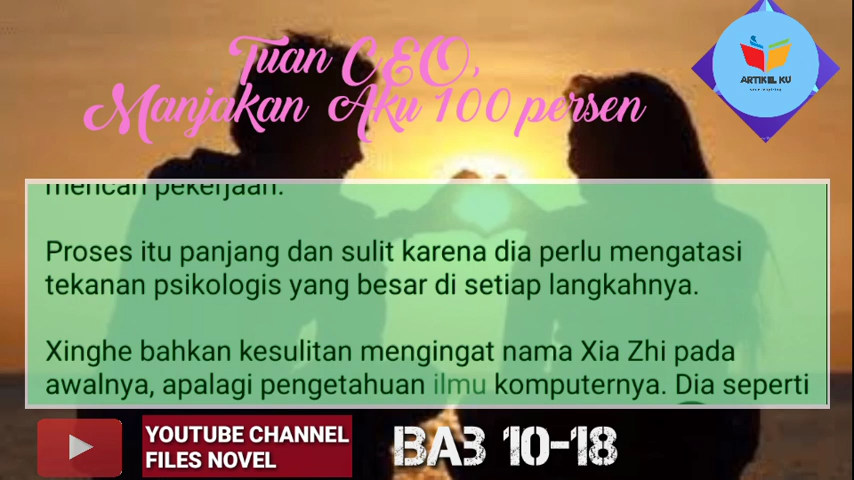 Tuan CEO,
Manjakan Aku 100 persen
ARTIKEL KU
mencari pekerjaan.
Proses itu panjang dan sulit karena dia perlu mengatasi
tekanan psikologis yang besar di setiap langkahnya.
Xinghe bahkan kesulitan mengingat nama Xia Zhi pada
awalnya, apalagi pengetahuan ilmu komputernya. Dia seperti
YOUTUBE CHANNEL
FILES NOVEL
BAB 10-18